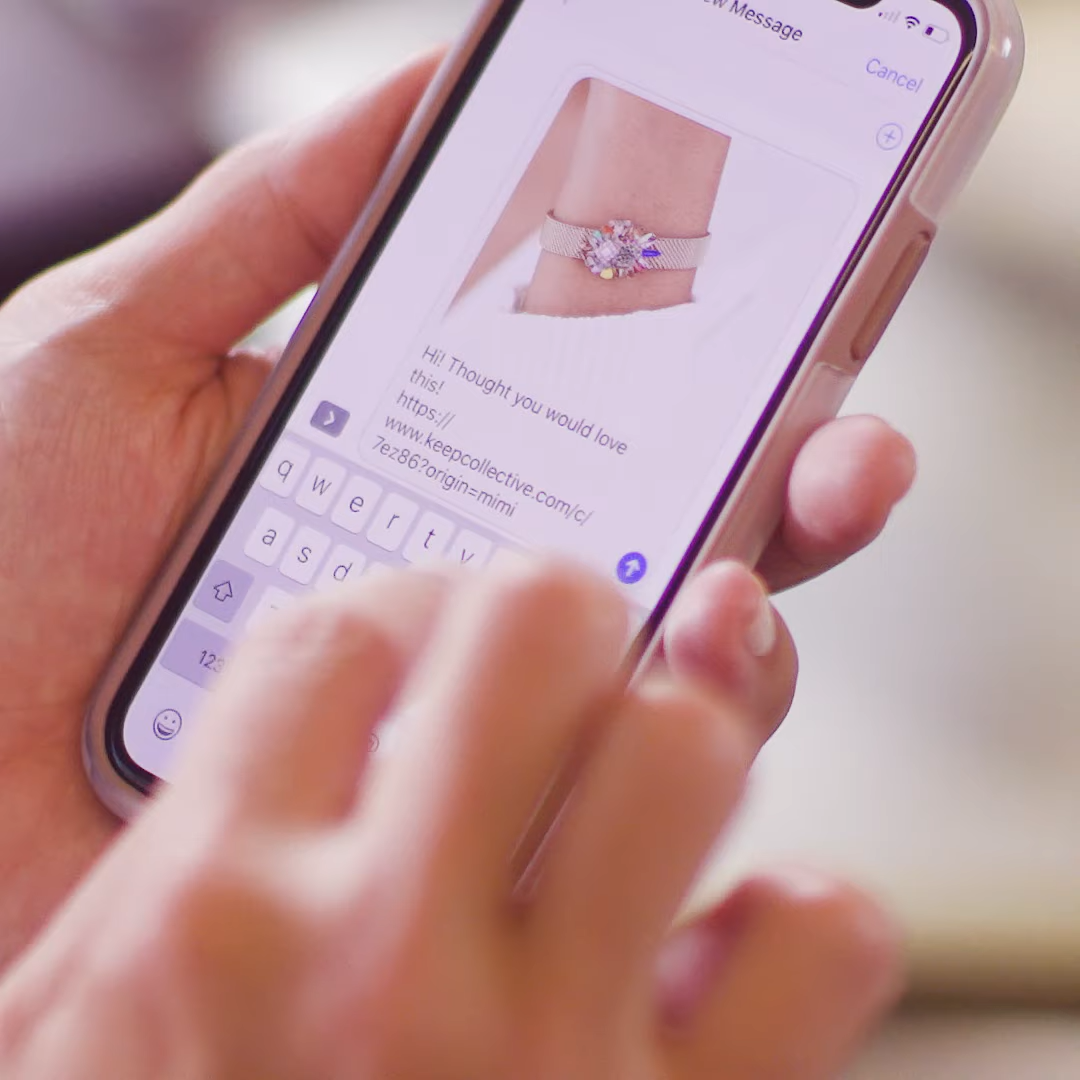 Message
Cancel
Hi! Thought you would love
this!
https://
www.keepcollective.com/c/
7ez86?origin=mimi
q w e r t y
a s d
123